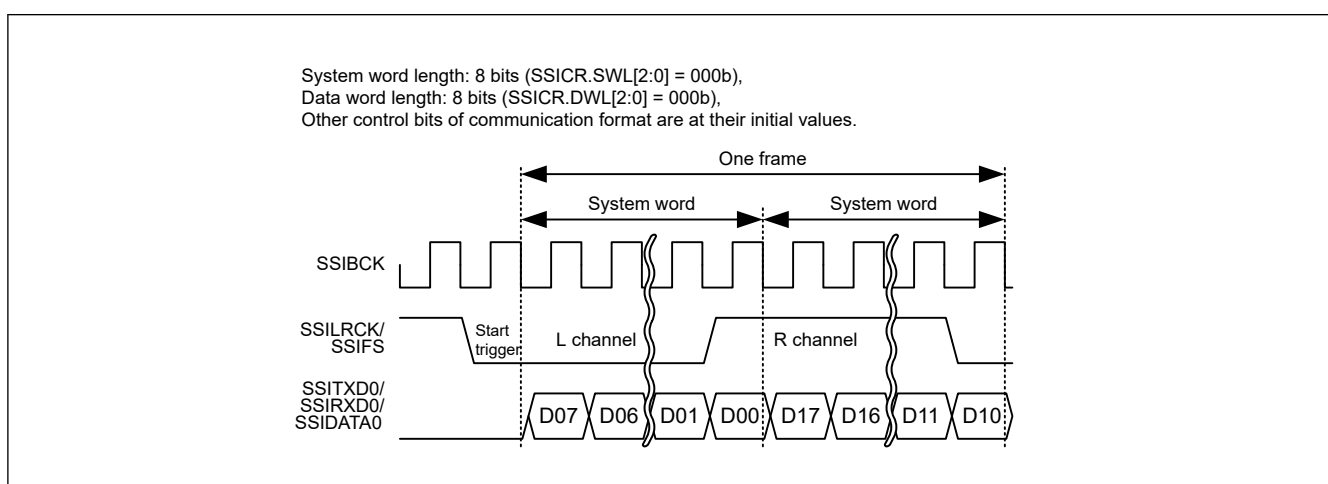 System word length: 8 bits (SSICR.SWL[2:0] = 000b),
Data word length: 8 bits (SSICR.DWL[2:0] = 000b),
Other control bits of communication format are at their initial values.
One frame
System word System word
SSIBCK
SSILRCK/
SSIFS
Start
trigger
L channel R channel
SSITXD0/
SSIRXD0/
SSIDATA0
D07 D06 D01 D00 D17 D16 D11 D10